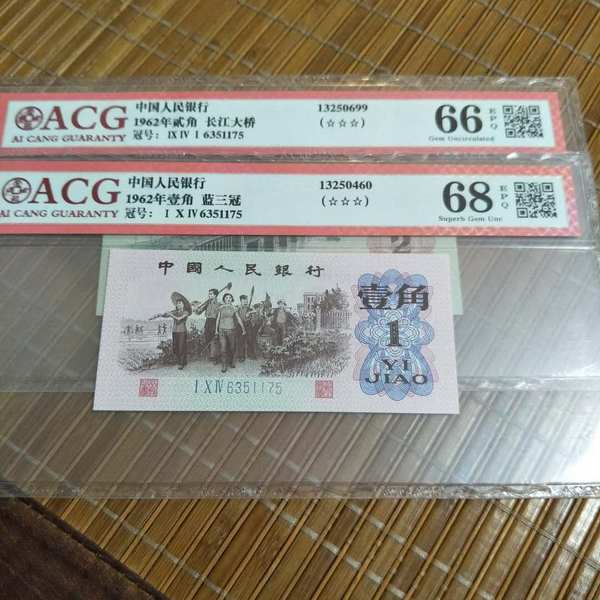 ACG
AI CANG GUARANTY
中国人民银行
1962年贰角 长江大桥
冠号: IX IV I 6351175
13250699
(☆☆☆)
66
EPQ
Gem Uncirculated
ACG
AI CANG GUARANTY
中国人民银行
1962年壹角 蓝三冠
冠号: I X IV 6351175
13250460
(☆☆☆)
68
EPQ
Superb Gem Unc
2
中國人民銀行
壹角
1
YI
JIAO
I X IV 6351175